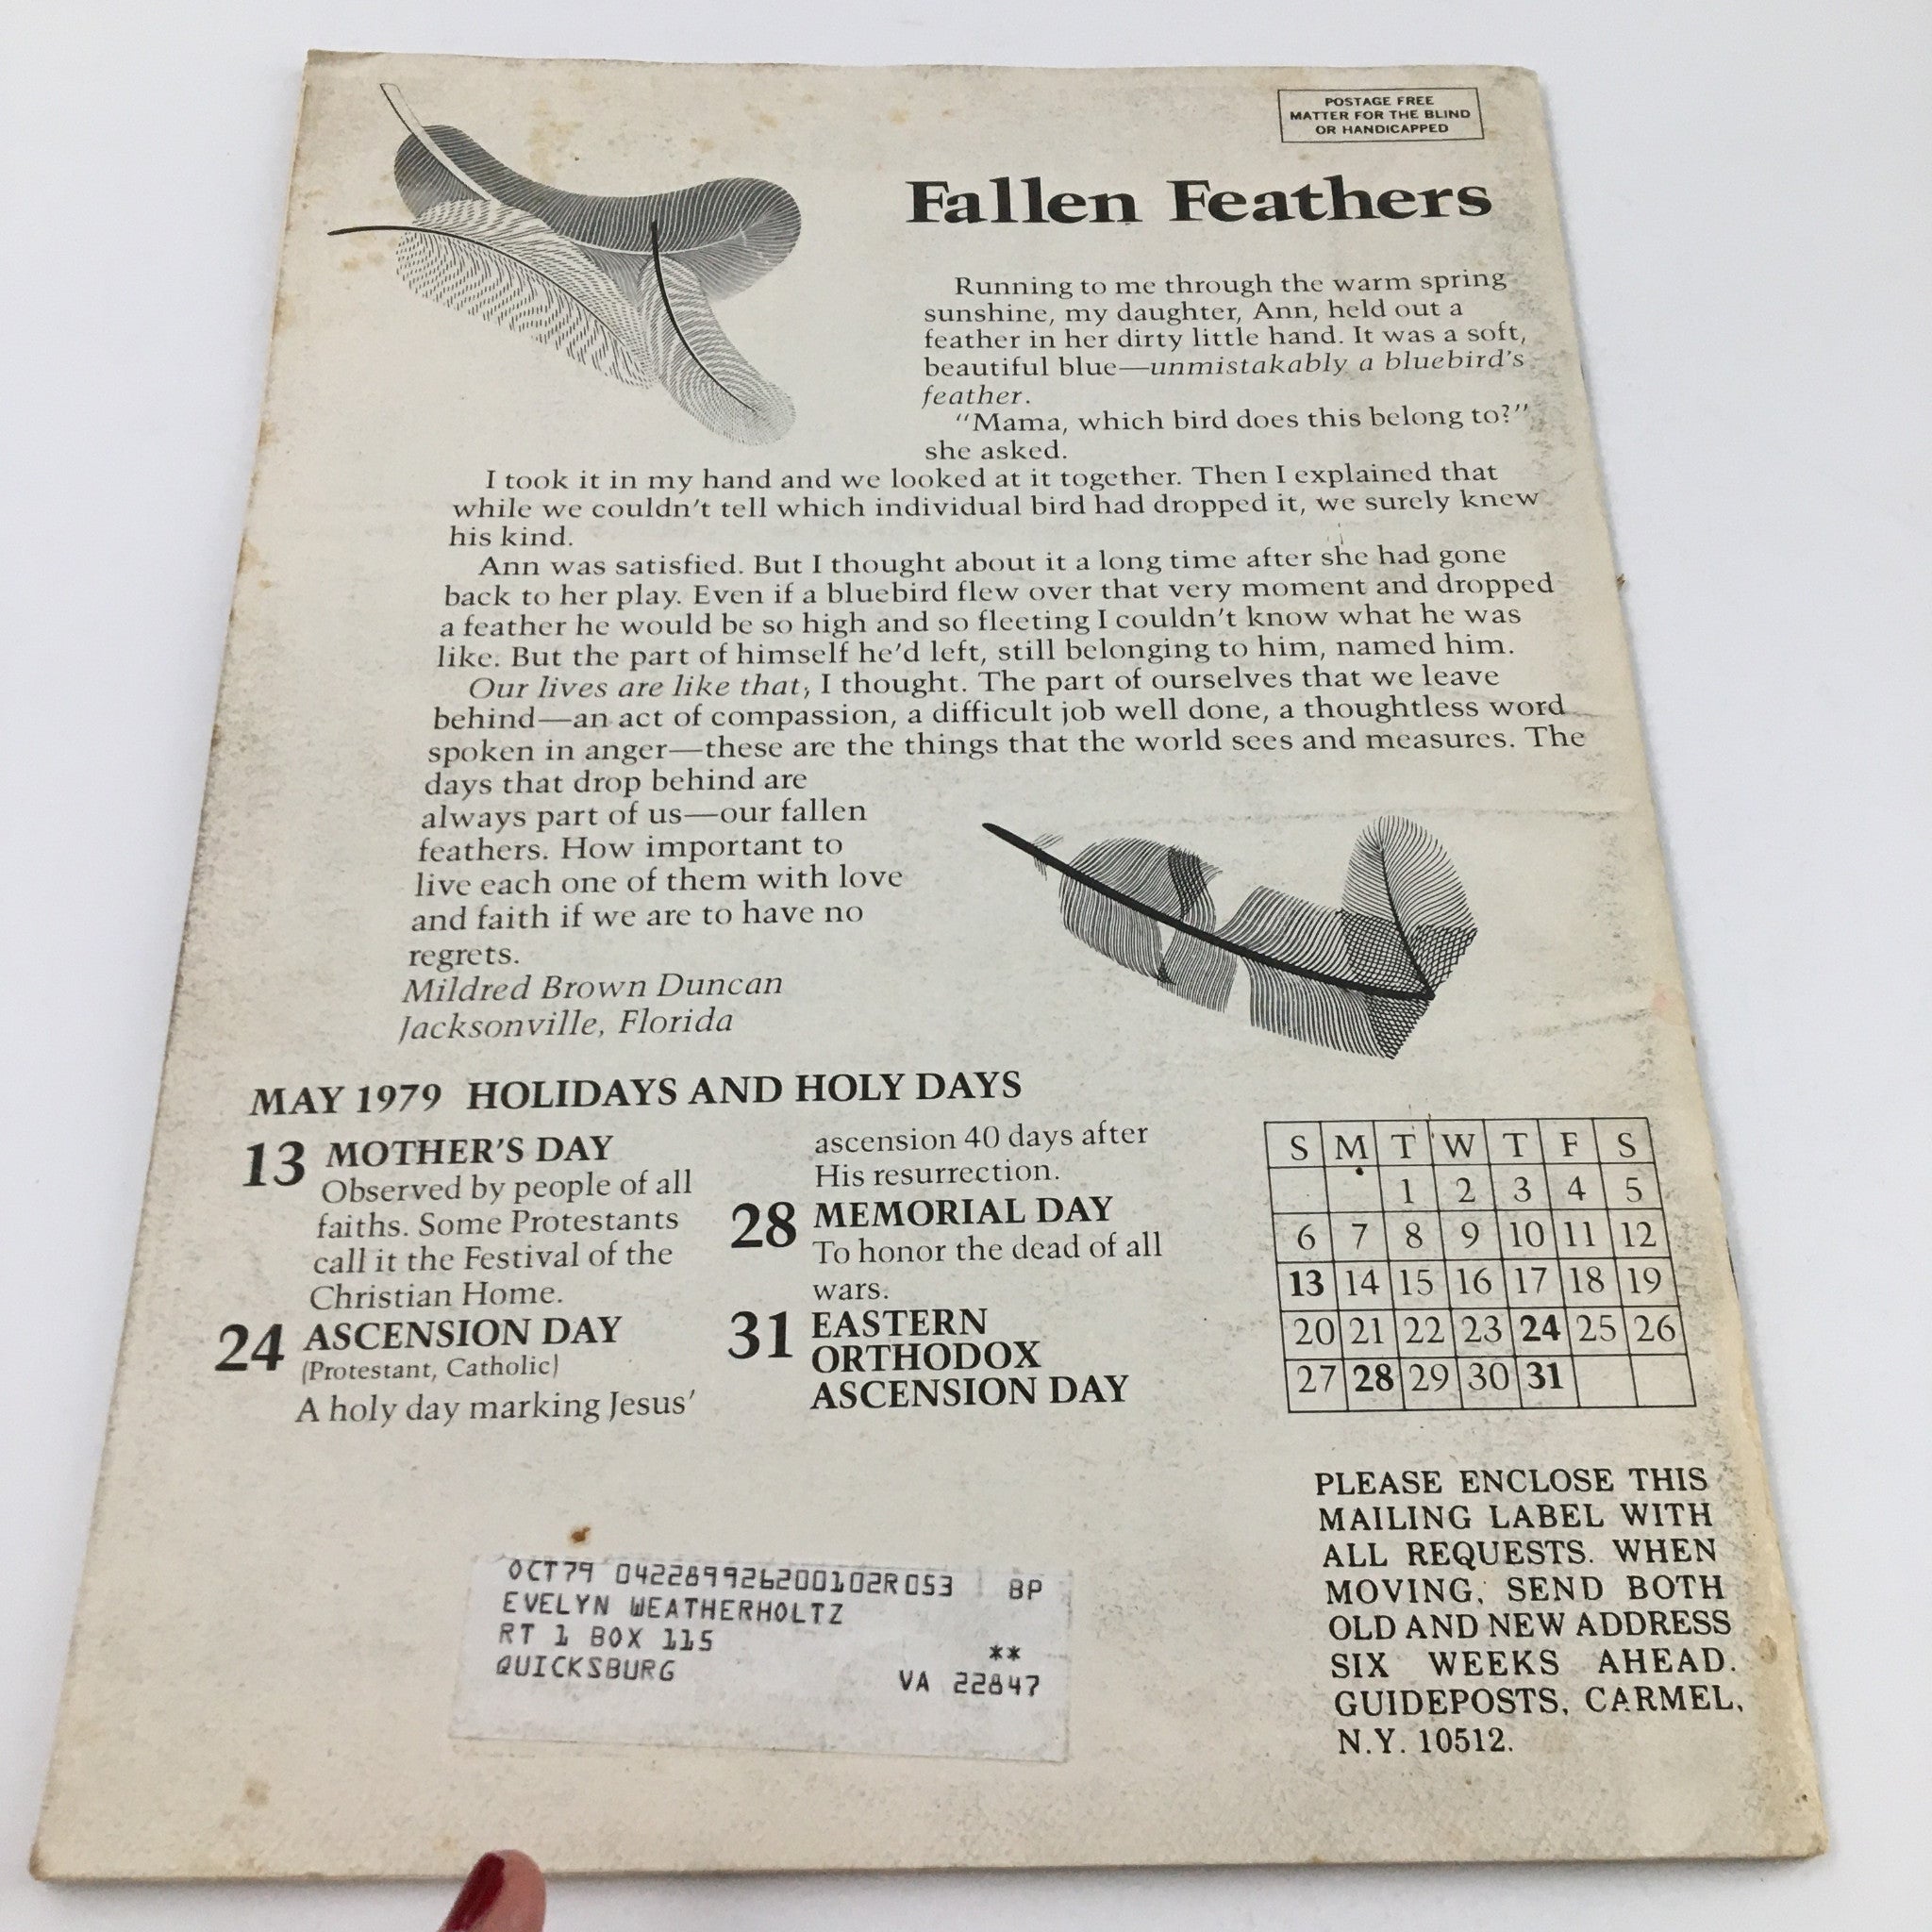 POSTAGE FREE
MATTER FOR THE BLIND
OR HANDICAPPED
Fallen Feathers
Running to me through the warm spring
sunshine, my daughter, Ann, held out a
feather in her dirty little hand. It was a soft,
beautiful blue—unmistakably a bluebird's
feather.
"Mama, which bird does this belong to?"
she asked.
I took it in my hand and we looked at it together. Then I explained that
while we couldn't tell which individual bird had dropped it, we surely knew
his kind.
Ann was satisfied. But I thought about it a long time after she had gone
back to her play. Even if a bluebird flew over that very moment and dropped
a feather he would be so high and so fleeting I couldn't know what he was
like. But the part of himself he'd left, still belonging to him, named him.
Our lives are like that, I thought. The part of ourselves that we leave
behind—an act of compassion, a difficult job well done, a thoughtless word
spoken in anger—these are the things that the world sees and measures. The
days that drop behind are
always part of us—our fallen
feathers. How important to
live each one of them with love
and faith if we are to have no
regrets.
Mildred Brown Duncan
Jacksonville, Florida
MAY 1979 HOLIDAYS AND HOLY DAYS
13 MOTHER'S DAY
Observed by people of all
faiths. Some Protestants
call it the Festival of the
Christian Home.
24 ASCENSION DAY
(Protestant, Catholic)
A holy day marking Jesus'
ascension 40 days after
His resurrection.
28 MEMORIAL DAY
To honor the dead of all
wars.
31 EASTERN
ORTHODOX
ASCENSION DAY
S M T W T F S
1 2 3 4 5
6 7 8 9 10 11 12
13 14 15 16 17 18 19
20 21 22 23 24 25 26
27 28 29 30 31
OCT79 042289926200102R053 BP
EVELYN WEATHERHOLTZ
RT 1 BOX 115
**
QUICKSBURG VA 22847
PLEASE ENCLOSE THIS
MAILING LABEL WITH
ALL REQUESTS. WHEN
MOVING, SEND BOTH
OLD AND NEW ADDRESS
SIX WEEKS AHEAD.
GUIDEPOSTS, CARMEL,
N.Y. 10512.